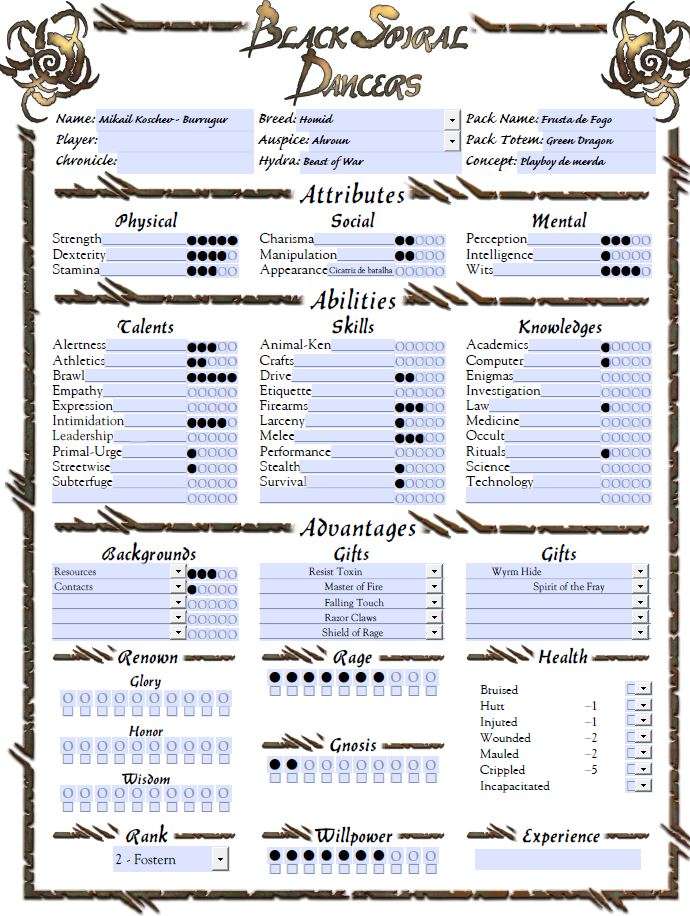 BLACK SPIRAL
DANCERS
Name: Mikail Koschev - Burrugur Breed: Homid Pack Name: Frusta de Fogo
Player: Auspice: Ahroun Pack Totem: Green Dragon
Chronicle: Hydra: Beast of War Concept: Playboy de merda
Attributes
Physical Social Mental
Strength Charisma Perception
Dexterity Manipulation Intelligence
Stamina Appearance Cicatriz de batalha Wits
Abilities
Talents Skills Knowledges
Alertness Animal-Ken Academics
Athletics Crafts Computer
Brawl Drive Enigmas
Empathy Etiquette Investigation
Expression Firearms Law
Intimidation Larceny Medicine
Leadership Melee Occult
Primal-Urge Performance Rituals
Streetwise Stealth Science
Subterfuge Survival Technology
Advantages
Backgrounds Gifts Gifts
Resources Resist Toxin Wyrm Hide
Contacts Master of Fire Spirit of the Fray
Falling Touch
Razor Claws
Shield of Rage
Renown Rage Health
Glory
Bruised
Hurt -1
Injured -1
Honor
Wounded -2
Gnosis
Mauled -2
Crippled -5
Wisdom
Incapacitated
Rank Willpower Experience
2 - Fostern